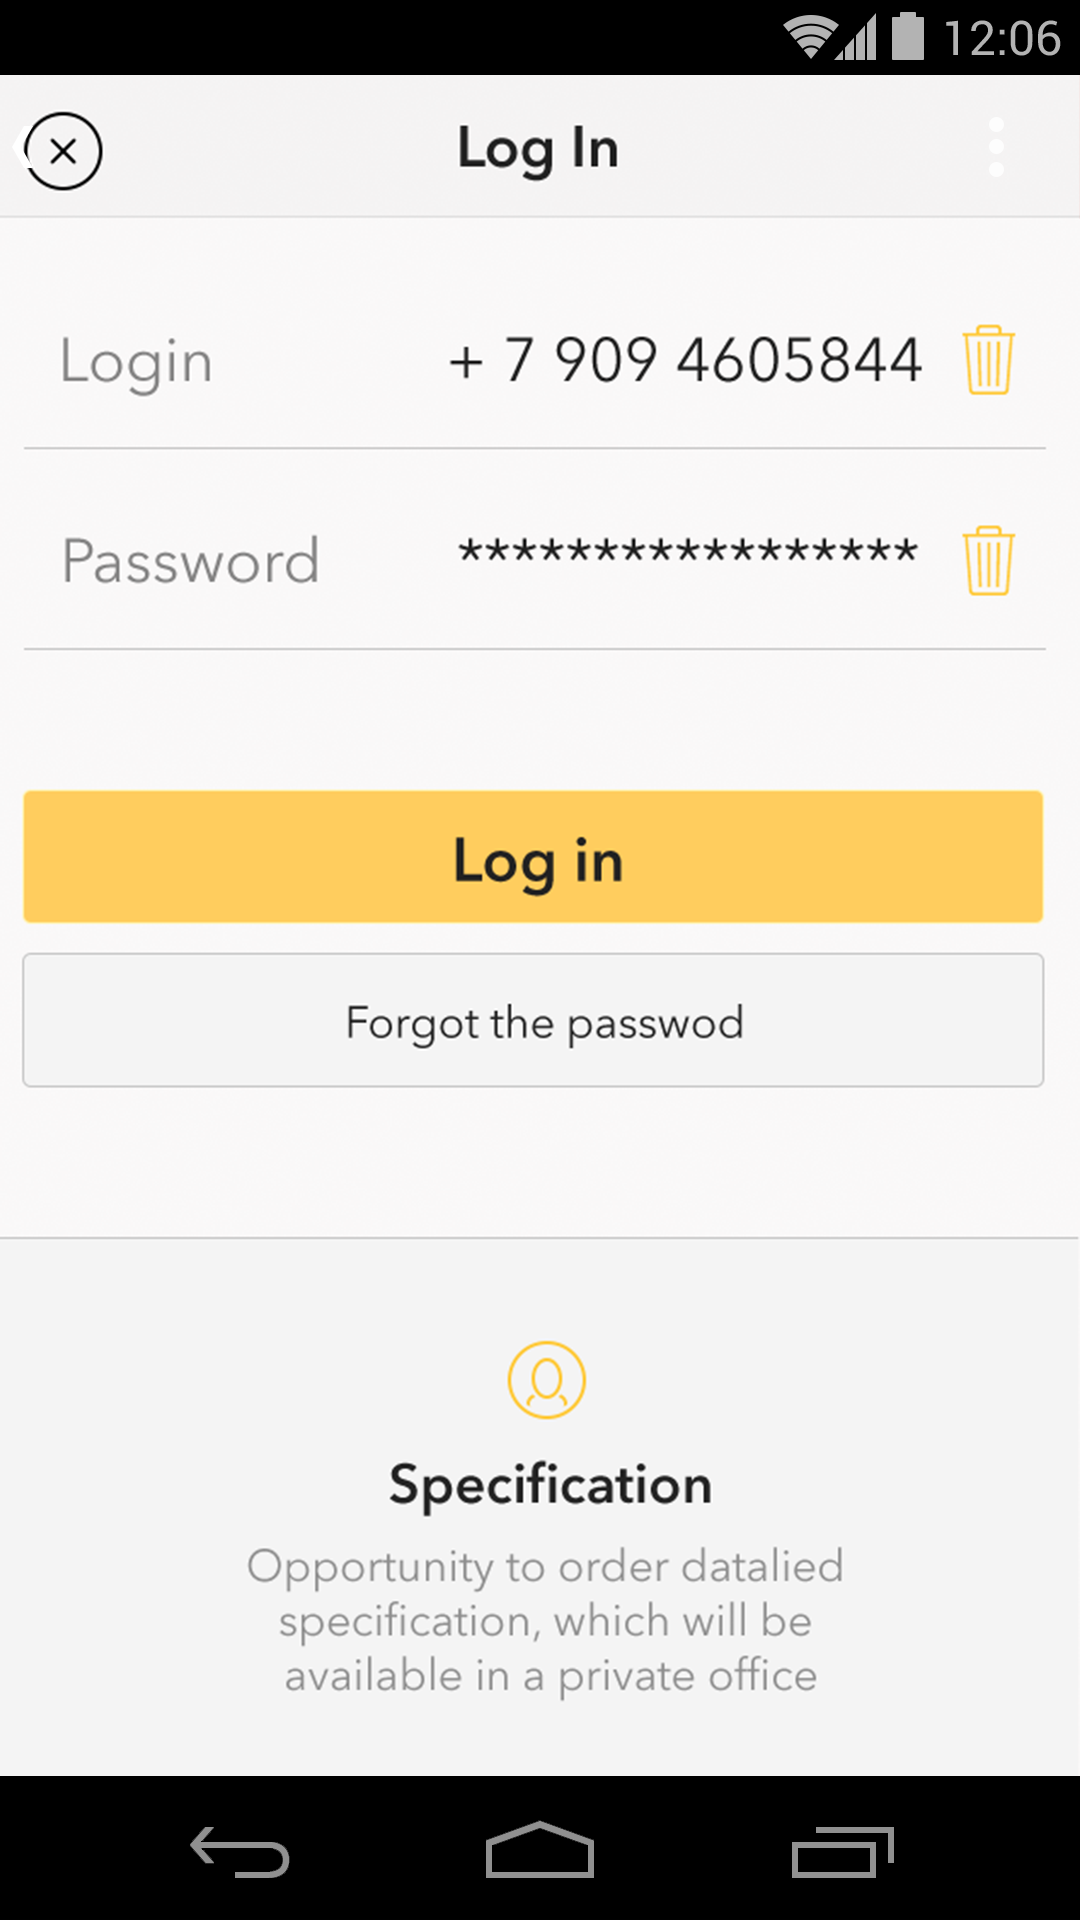 12:06
Log In
Login + 7 909 4605844
Password *****************
Log in
Forgot the passwod
Specification
Opportunity to order datalied
specification, which will be
available in a private office